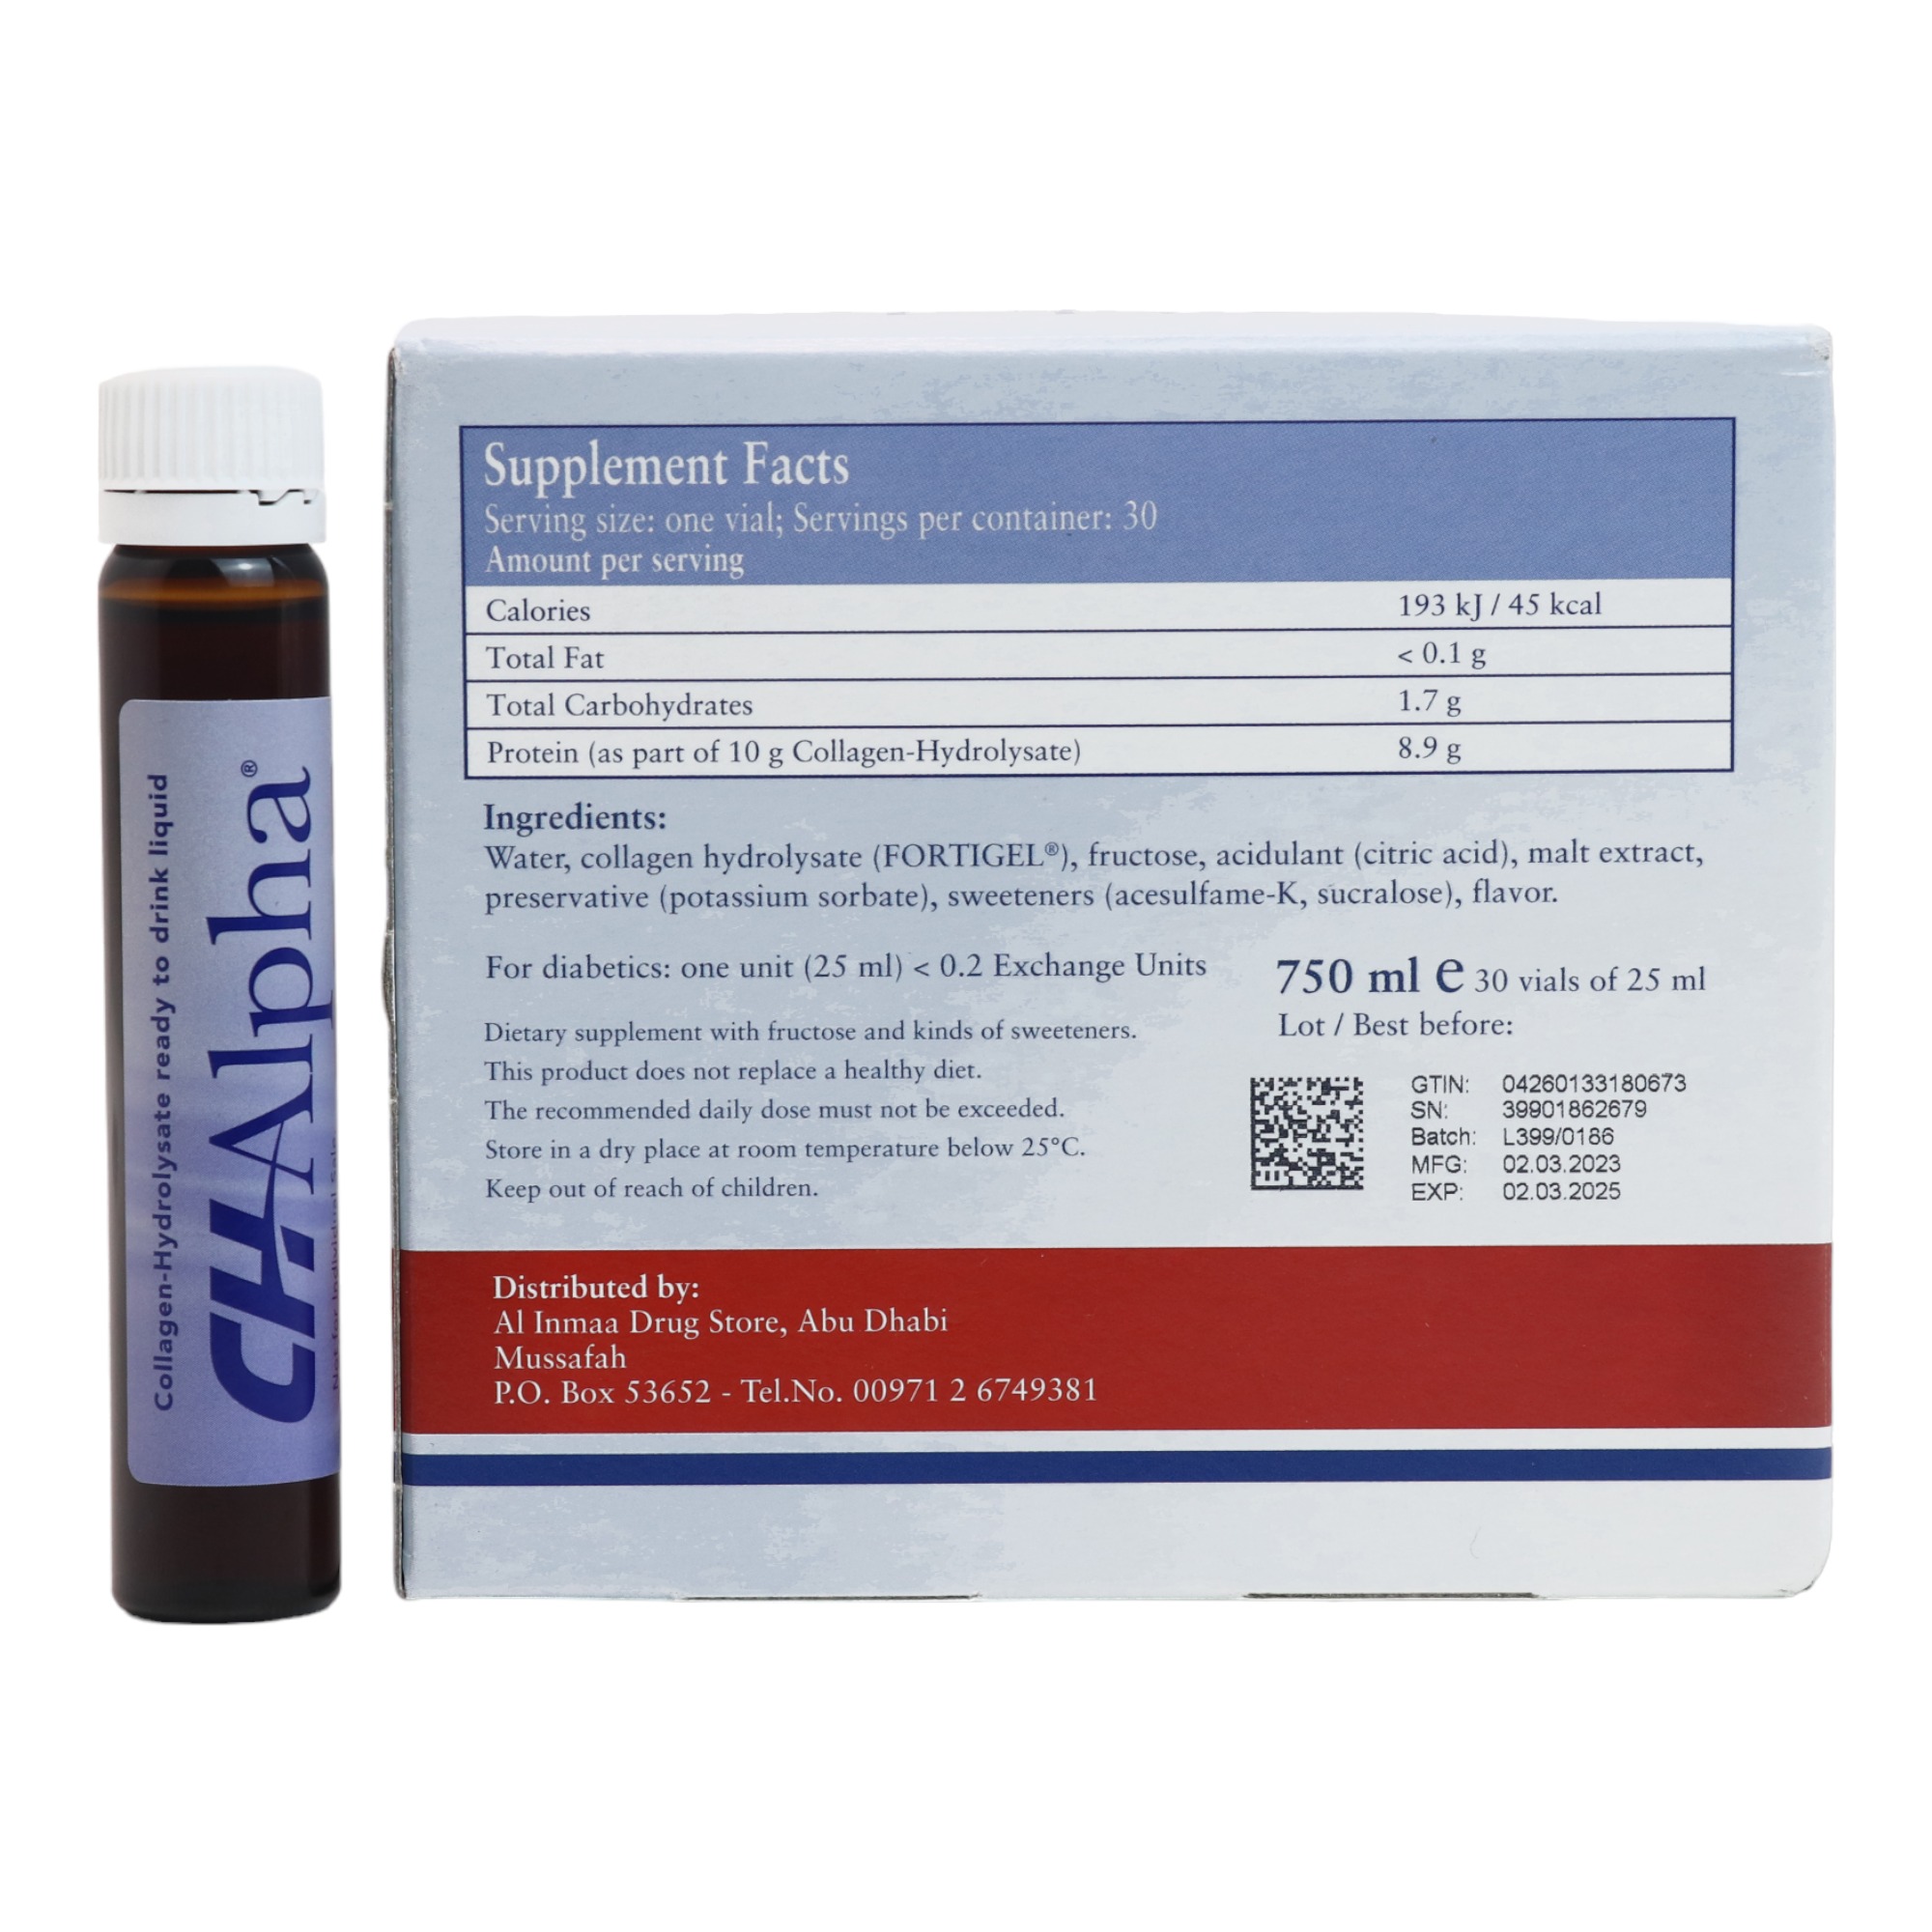 Collagen-Hydrolysate ready to drink liquid
CHAlpha®
Supplement Facts
Serving size: one vial; Servings per container: 30
Amount per serving
Calories 193 kJ / 45 kcal
Total Fat < 0.1 g
Total Carbohydrates 1.7 g
Protein (as part of 10 g Collagen-Hydrolysate) 8.9 g
Ingredients:
Water, collagen hydrolysate (FORTIGEL®), fructose, acidulant (citric acid), malt extract,
preservative (potassium sorbate), sweeteners (acesulfame-K, sucralose), flavor.
For diabetics: one unit (25 ml) < 0.2 Exchange Units
750 ml e 30 vials of 25 ml
Lot / Best before:
Dietary supplement with fructose and kinds of sweeteners.
This product does not replace a healthy diet.
The recommended daily dose must not be exceeded.
Store in a dry place at room temperature below 25°C.
Keep out of reach of children.
GTIN: 04260133180673
SN: 39901862679
Batch: L399/0186
MFG: 02.03.2023
EXP: 02.03.2025
Distributed by:
Al Inmaa Drug Store, Abu Dhabi
Mussafah
P.O. Box 53652 - Tel.No. 00971 2 6749381